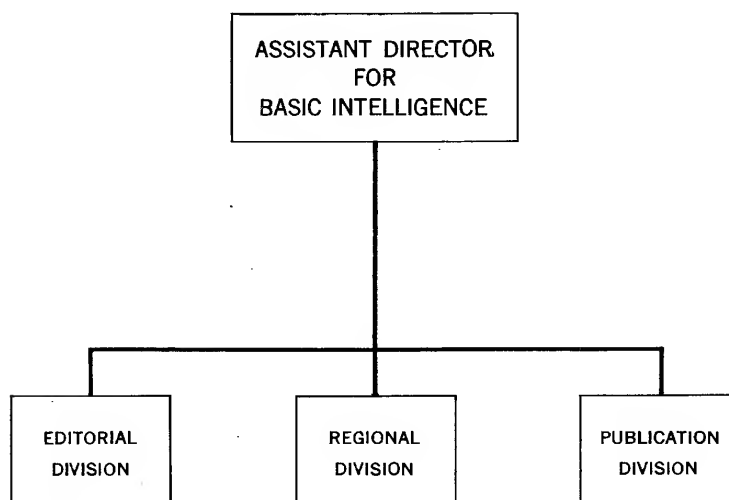 ASSISTANT DIRECTOR
FOR
BASIC INTELLIGENCE
EDITORIAL
DIVISION
REGIONAL
DIVISION
PUBLICATION
DIVISION